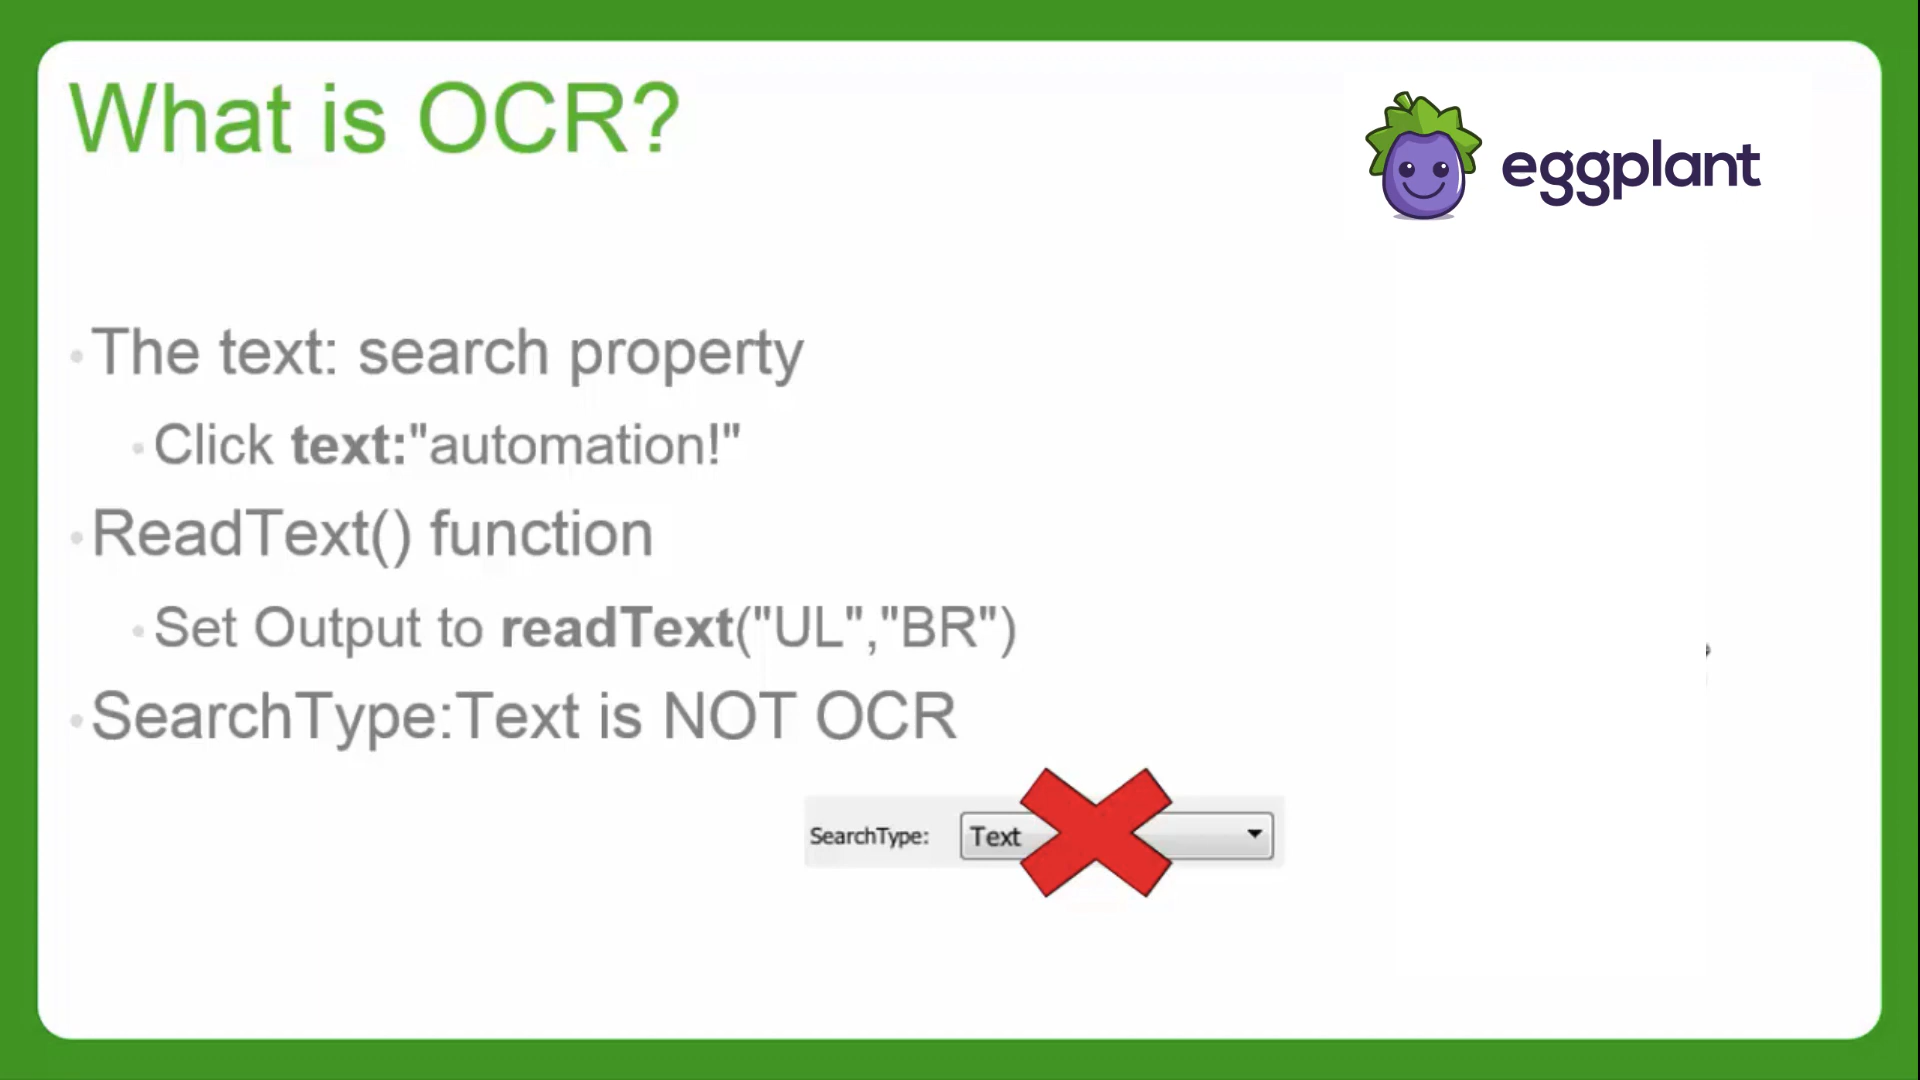 What is OCR?
eggplant
The text: search property
Click text:"automation!"
ReadText() function
Set Output to readText("UL","BR")
SearchType:Text is NOT OCR
SearchType: Text